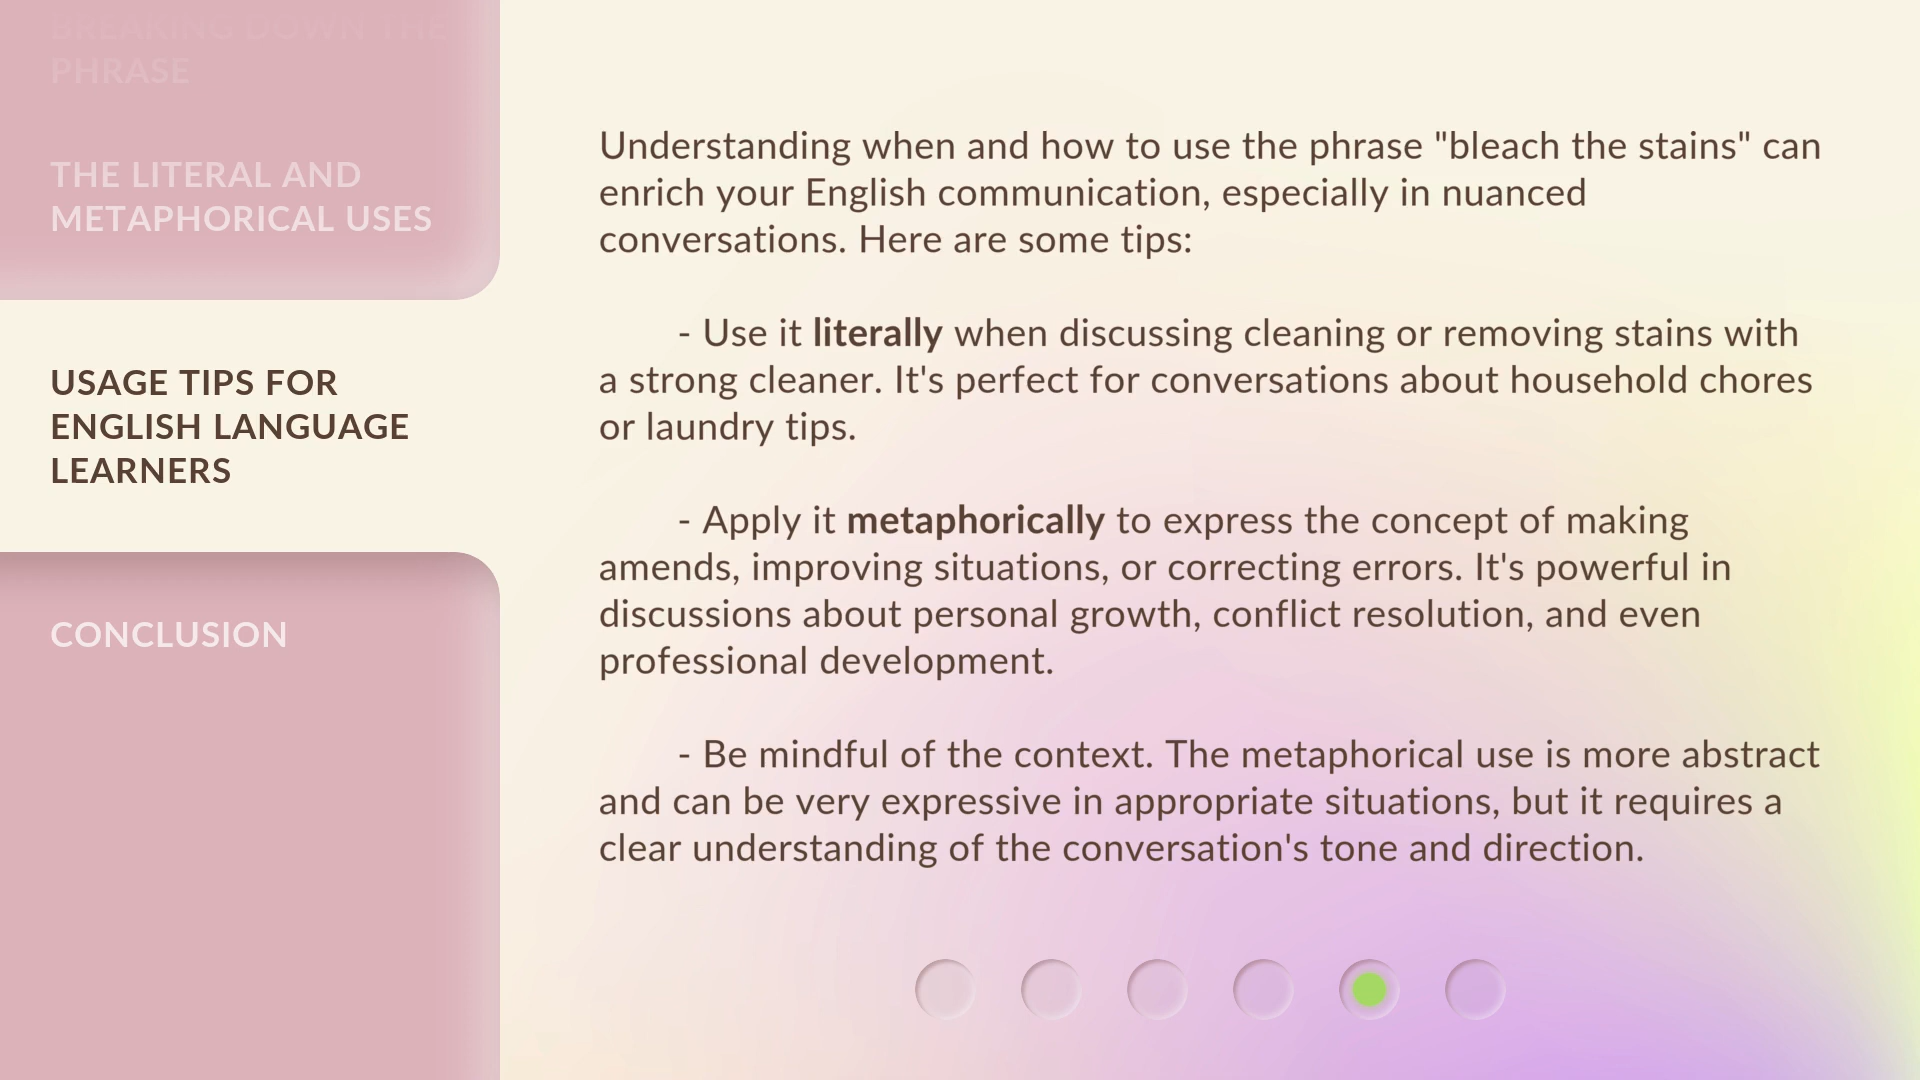 BREAKING DOWN THE
PHRASE
THE LITERAL AND
METAPHORICAL USES
USAGE TIPS FOR
ENGLISH LANGUAGE
LEARNERS
CONCLUSION
Understanding when and how to use the phrase "bleach the stains" can
enrich your English communication, especially in nuanced
conversations. Here are some tips:
- Use it literally when discussing cleaning or removing stains with
a strong cleaner. It's perfect for conversations about household chores
or laundry tips.
- Apply it metaphorically to express the concept of making
amends, improving situations, or correcting errors. It's powerful in
discussions about personal growth, conflict resolution, and even
professional development.
- Be mindful of the context. The metaphorical use is more abstract
and can be very expressive in appropriate situations, but it requires a
clear understanding of the conversation's tone and direction.